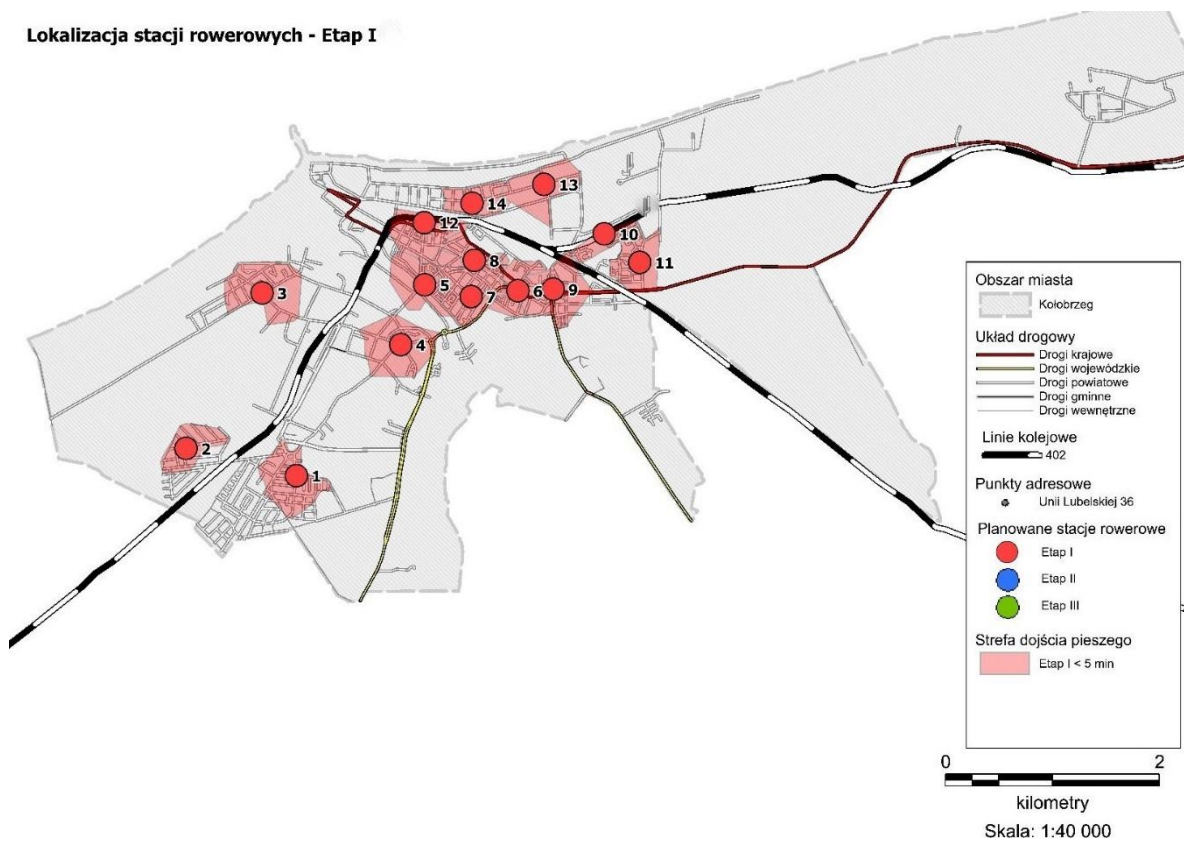 Lokalizacja stacji rowerowych - Etap I
13
14
12
10
8
11
3
5
7
6
9
4
2
1
Obszar miasta
Kołobrzeg
Układ drogowy
Drogi krajowe
Drogi wojewódzkie
Drogi powiatowe
Drogi gminne
Drogi wewnętrzne
Linie kolejowe
402
Punkty adresowe
Unii Lubelskiej 36
Planowane stacje rowerowe
Etap I
Etap II
Etap III
Strefa dojścia pieszego
Etap I < 5 min
0 2
kilometry
Skala: 1:40 000